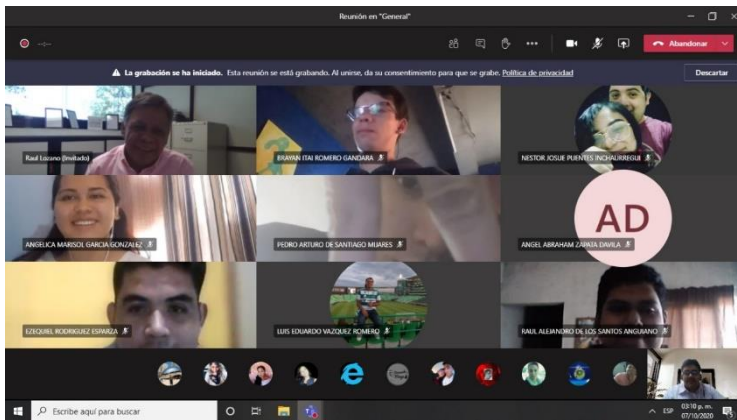 Reunión en "General"
--:--
Abandonar
La grabación se ha iniciado. Esta reunión se está grabando. Al unirse, da su consentimiento para que se grabe. Política de privacidad
Descartar
Raul Lozano (Invitado)
BRAYAN ITAI ROMERO GANDARA
NESTOR JOSUE PUENTES INCHAURREGUI
ANGELICA MARISOL GARCIA GONZALEZ
PEDRO ARTURO DE SANTIAGO MIJARES
AD
ANGEL ABRAHAM ZAPATA DAVILA
EZEQUIEL RODRIGUEZ ESPARZA
LUIS EDUARDO VAZQUEZ ROMERO
RAUL ALEJANDRO DE LOS SANTOS ANGUIANO
Escribe aquí para buscar
ESP
03:10 p. m.
07/10/2020